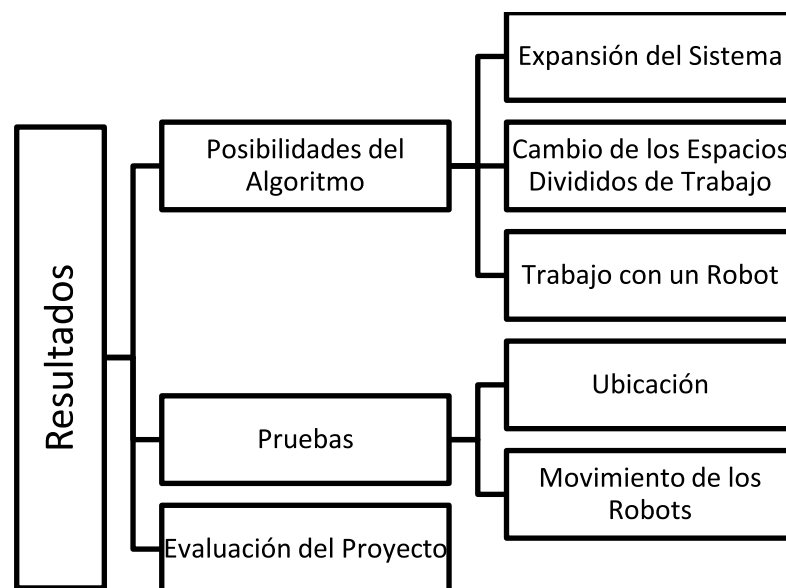 Resultados
Posibilidades del
Algoritmo
Expansión del Sistema
Cambio de los Espacios
Divididos de Trabajo
Trabajo con un Robot
Pruebas
Ubicación
Movimiento de los
Robots
Evaluación del Proyecto